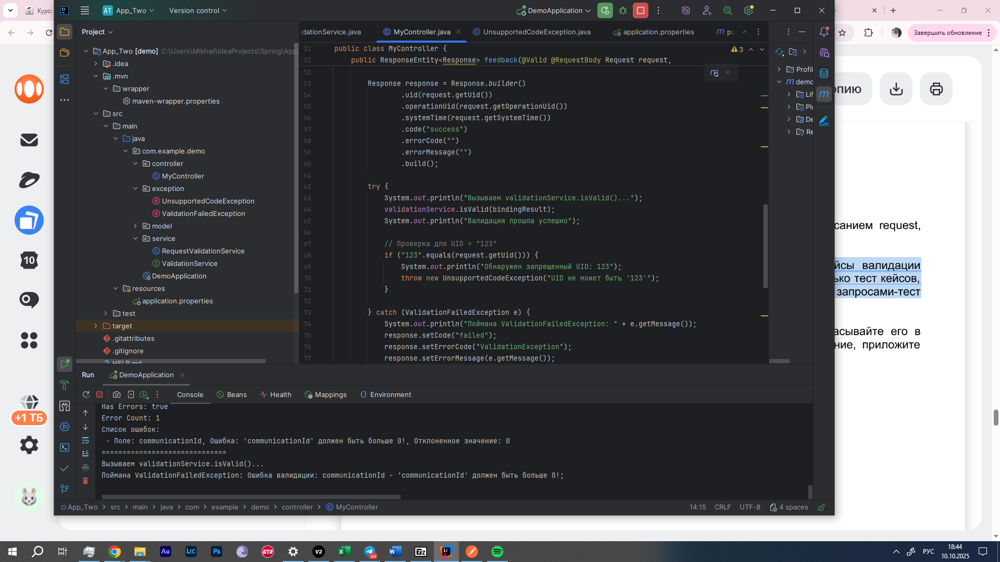 Курс:
Завершить обновление
AT App_Two
Version control
DemoApplication
Project
idationService.java
MyController.java
UnsupportedCodeException.java
application.properties
m
App_Two [demo] C:\Users\Mikhail\IdeaProjects\Spring\App_
.idea
.mvn
wrapper
maven-wrapper.properties
src
main
java
com.example.demo
controller
MyController
exception
UnsupportedCodeException
ValidationFailedException
model
service
RequestValidationService
ValidationService
DemoApplication
resources
application.properties
test
target
.gitattributes
.gitignore
HELP.md
21 public class MyController {
31 public ResponseEntity<Response> feedback(@Valid @RequestBody Request request,
3
52
53 Response response = Response.builder()
54 .uid(request.getUid())
55 .operationUid(request.getOperationUid())
56 .systemTime(request.getSystemTime())
57 .code("success")
58 .errorCode("")
59 .errorMessage("")
60 .build();
61
62 try {
63 System.out.println("Вызываем validationService.isValid()...");
64 validationService.isValid(bindingResult);
65 System.out.println("Валидация прошла успешно");
66
67 // Проверка для UID = "123"
68 if ("123".equals(request.getUid())) {
69 System.out.println("Обнаружен запрещенный UID: 123");
70 throw new UnsupportedCodeException("UID не может быть '123'");
71 }
72
73 } catch (ValidationFailedException e) {
74 System.out.println("Поймана ValidationFailedException: " + e.getMessage());
75 response.setCode("failed");
76 response.setErrorCode("ValidationException");
77 response.setErrorMessage(e.getMessage());
Profil
m demo
Lif
Plu
De
Re
пию
санием request,
йсы валидации
ько тест кейсов,
запросами-тест
асывайте его в
ние, приложите
10
+1 ТБ
Run
DemoApplication
Console
Beans
Health
Mappings
Environment
Has Errors: true
Error Count: 1
Список ошибок:
- Поле: communicationId, Ошибка: 'communicationId' должен быть больше 0!, Отклоненное значение: 0
==============================
Вызываем validationService.isValid()...
Поймана ValidationFailedException: Ошибка валидации: communicationId - 'communicationId' должен быть больше 0!;
App_Two > src > main > java > com > example > demo > controller > MyController
14:15 CRLF UTF-8 4 spaces
Au
Lrc
Ps
GT3
V2
.64
7z
IJ
РУС
18:44
10.10.2025